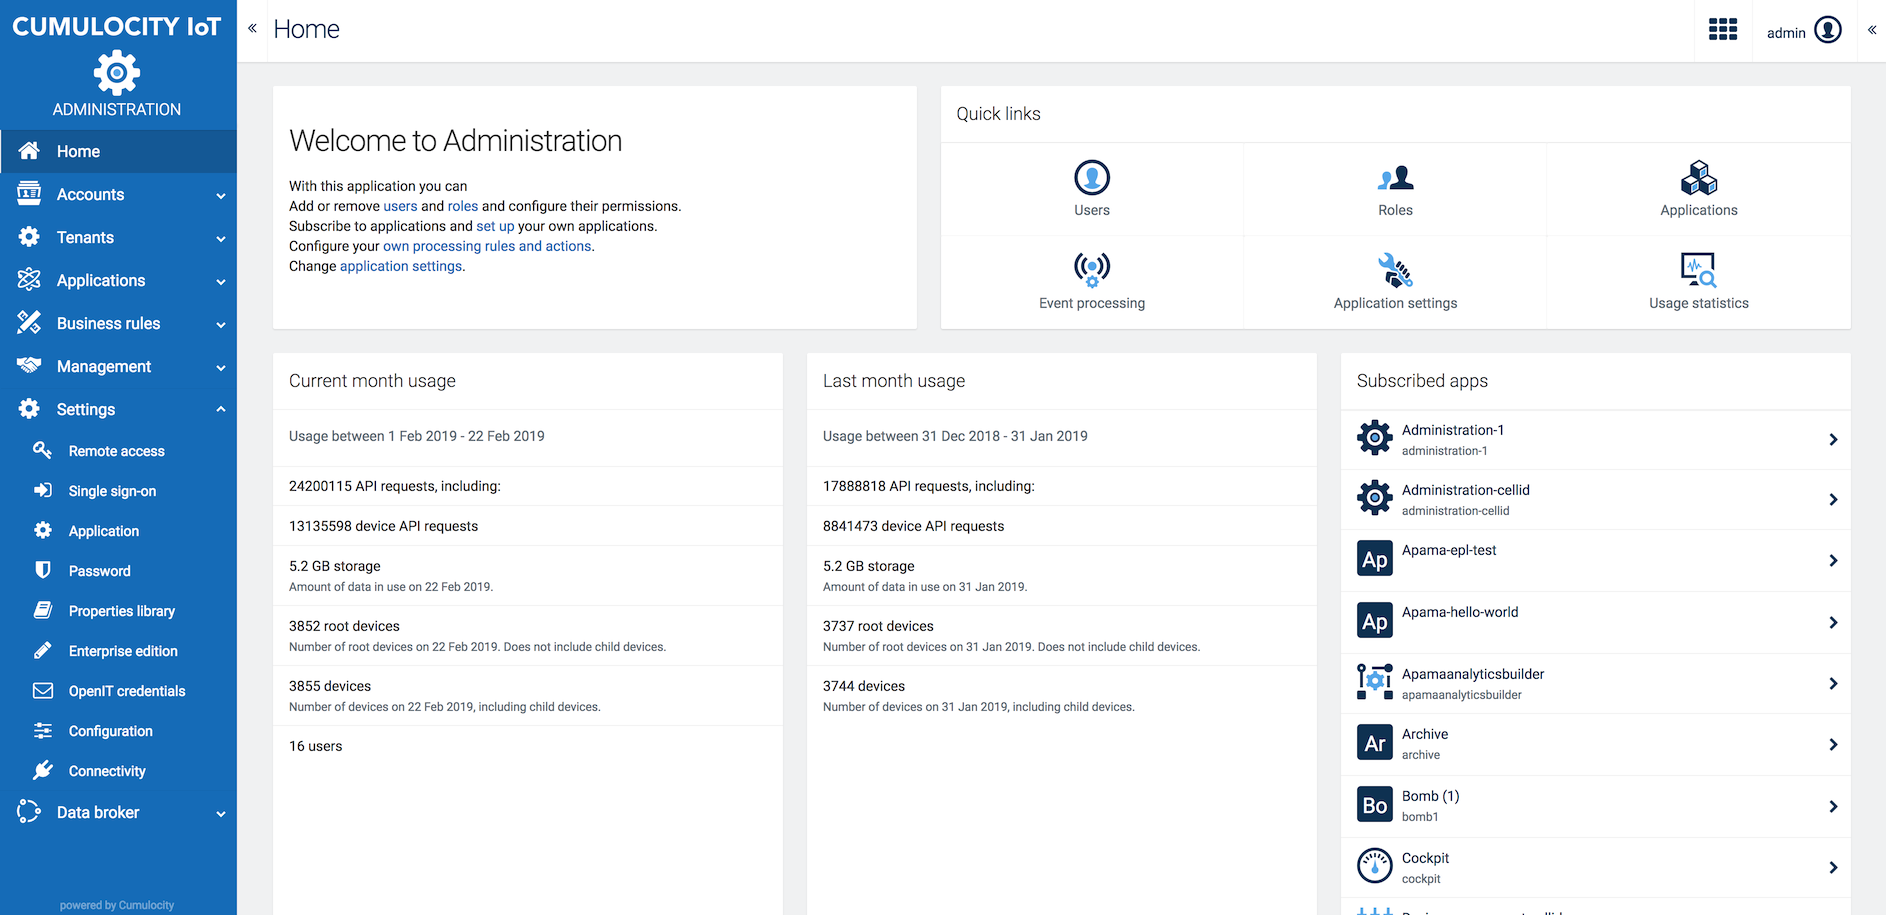 CUMULOCITY IoT
ADMINISTRATION
Home
Accounts
Tenants
Applications
Business rules
Management
Settings
Remote access
Single sign-on
Application
Password
Properties library
Enterprise edition
OpenIT credentials
Configuration
Connectivity
Data broker
powered by Cumulocity
Home
admin
Welcome to Administration
With this application you can
Add or remove users and roles and configure their permissions.
Subscribe to applications and set up your own applications.
Configure your own processing rules and actions.
Change application settings.
Quick links
Users
Roles
Applications
Event processing
Application settings
Usage statistics
Current month usage
Usage between 1 Feb 2019 - 22 Feb 2019
24200115 API requests, including:
13135598 device API requests
5.2 GB storage
Amount of data in use on 22 Feb 2019.
3852 root devices
Number of root devices on 22 Feb 2019. Does not include child devices.
3855 devices
Number of devices on 22 Feb 2019, including child devices.
16 users
Last month usage
Usage between 31 Dec 2018 - 31 Jan 2019
17888818 API requests, including:
8841473 device API requests
5.2 GB storage
Amount of data in use on 31 Jan 2019.
3737 root devices
Number of root devices on 31 Jan 2019. Does not include child devices.
3744 devices
Number of devices on 31 Jan 2019, including child devices.
Subscribed apps
Administration-1
administration-1
Administration-cellid
administration-cellid
Ap
Apama-epl-test
Ap
Apama-hello-world
Apamaanalyticsbuilder
apamaanalyticsbuilder
Ar
Archive
archive
Bo
Bomb (1)
bomb1
Cockpit
cockpit